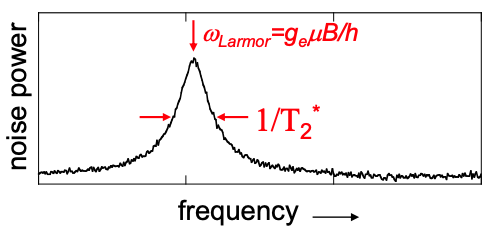 ω_Larmor=g_eμB/h
1/T_2^*
noise power
frequency